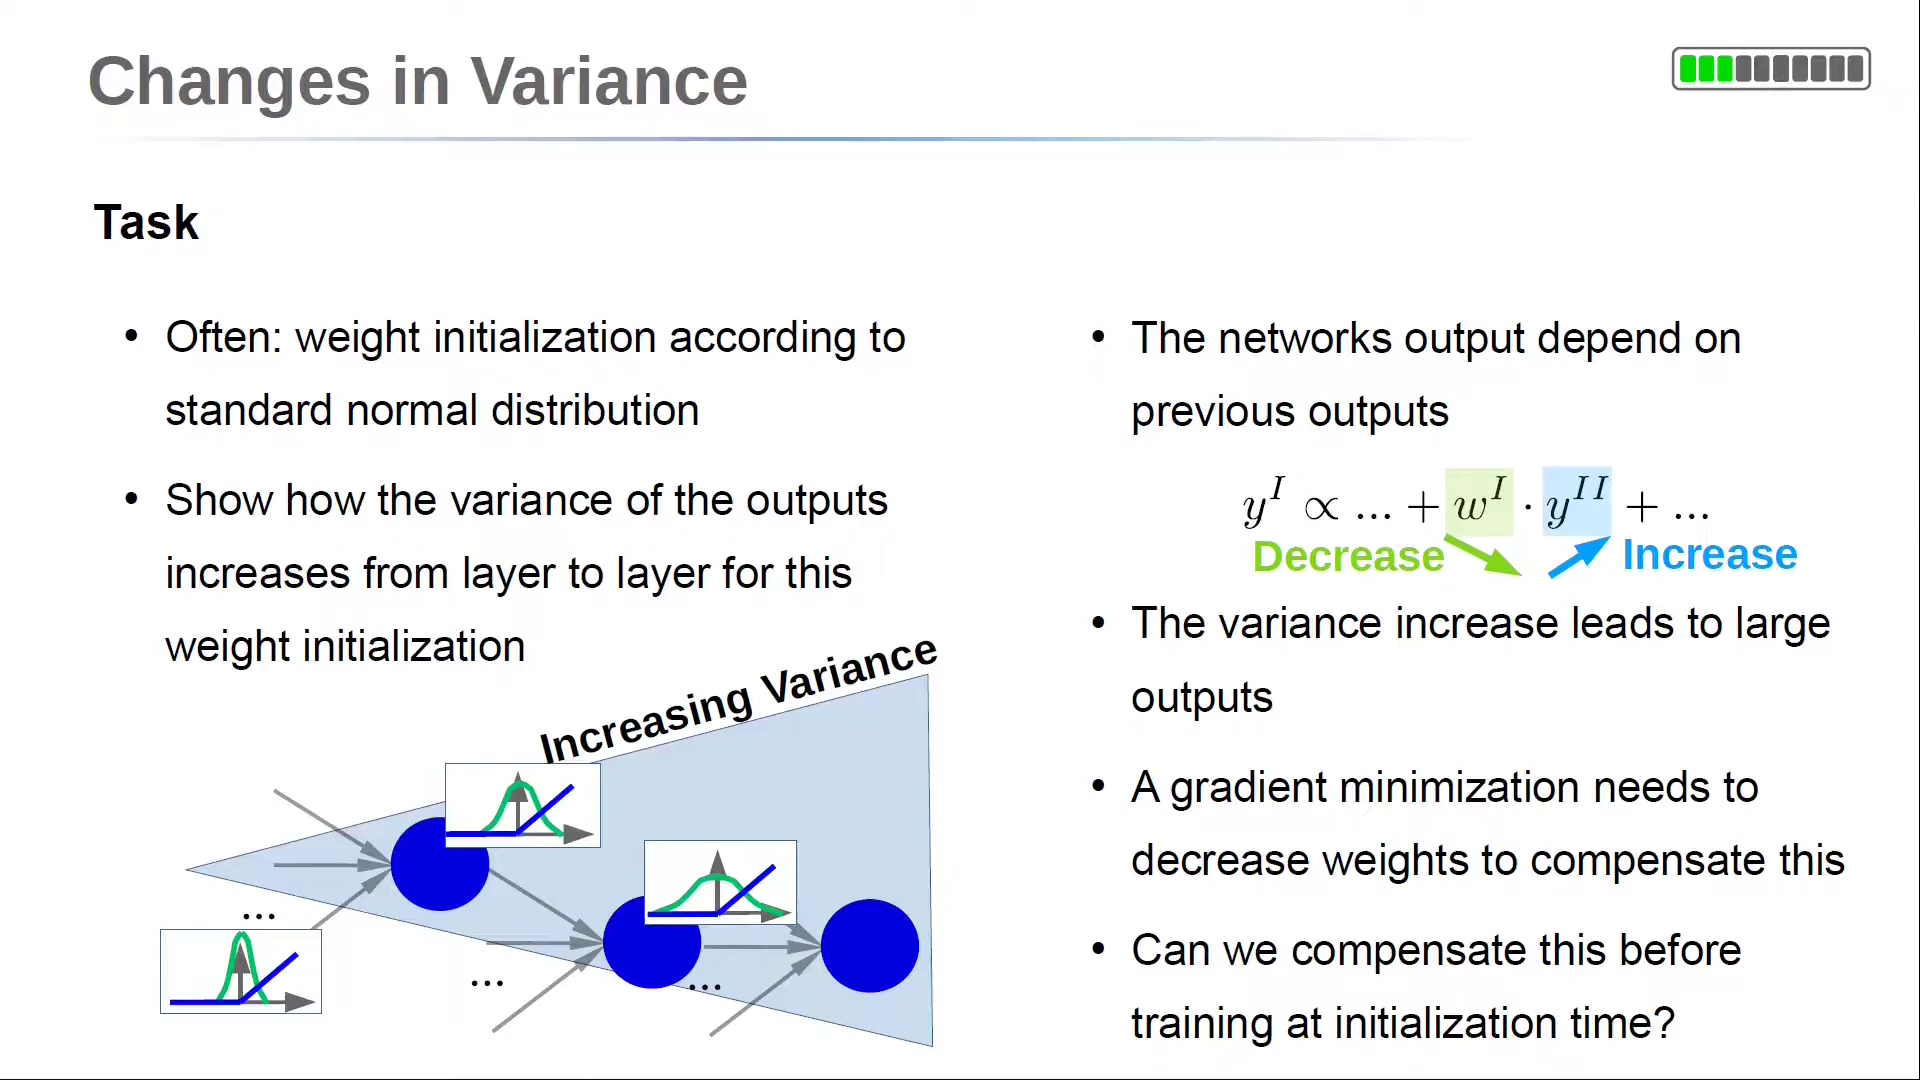 Changes in Variance
Task
• Often: weight initialization according to
standard normal distribution
• Show how the variance of the outputs
increases from layer to layer for this
weight initialization
Increasing Variance
...
...
...
• The networks output depend on
previous outputs
y^I ∝ ... + w^I · y^{II} + ...
Decrease Increase
• The variance increase leads to large
outputs
• A gradient minimization needs to
decrease weights to compensate this
• Can we compensate this before
training at initialization time?